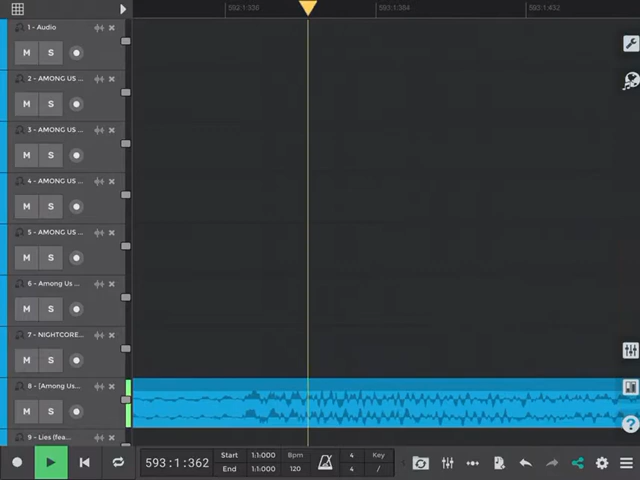 592:1:338
593:1:384
593:1:432
1 - Audio
M S
2 - AMONG US ...
M S
3 - AMONG US ...
M S
4 - AMONG US ...
M S
5 - AMONG US ...
M S
6 - Among Us ...
M S
7 - NIGHTCORE...
M S
8 - [Among Us...
M S
9 - Lies (fea...
593:1:362
Start 1:1:000 Bpm 4 Key
End 1:1:000 120 4 /
?